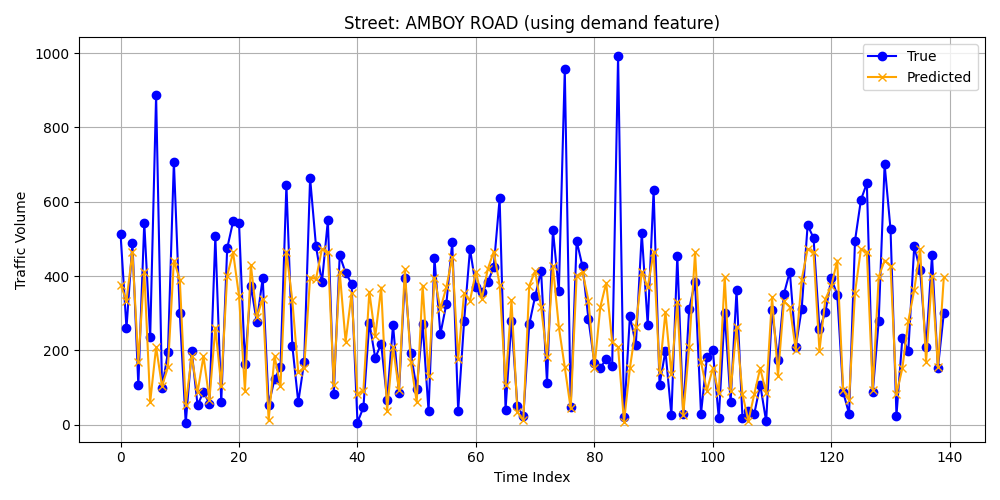 Street: AMBOY ROAD (using demand feature)
True
Predicted
Traffic Volume
1000
800
600
400
200
0
0 20 40 60 80 100 120 140
Time Index